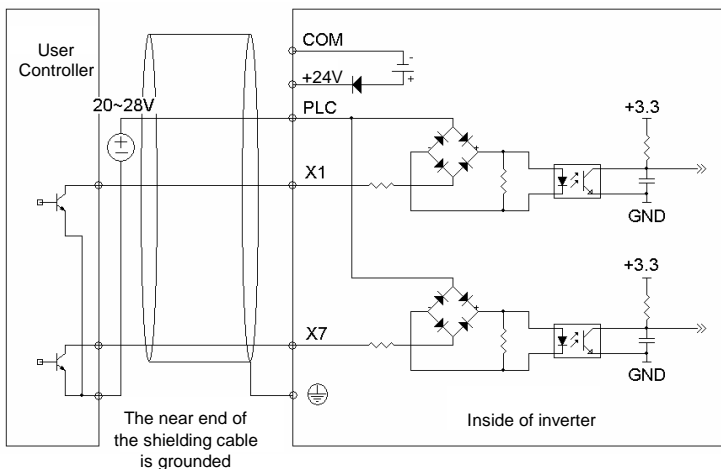 COM
User
Controller
+24V
- 
+
20~28V
PLC
+3.3
- +
X1
GND
+3.3
- +
X7
GND
The near end of
the shielding cable
is grounded
Inside of inverter